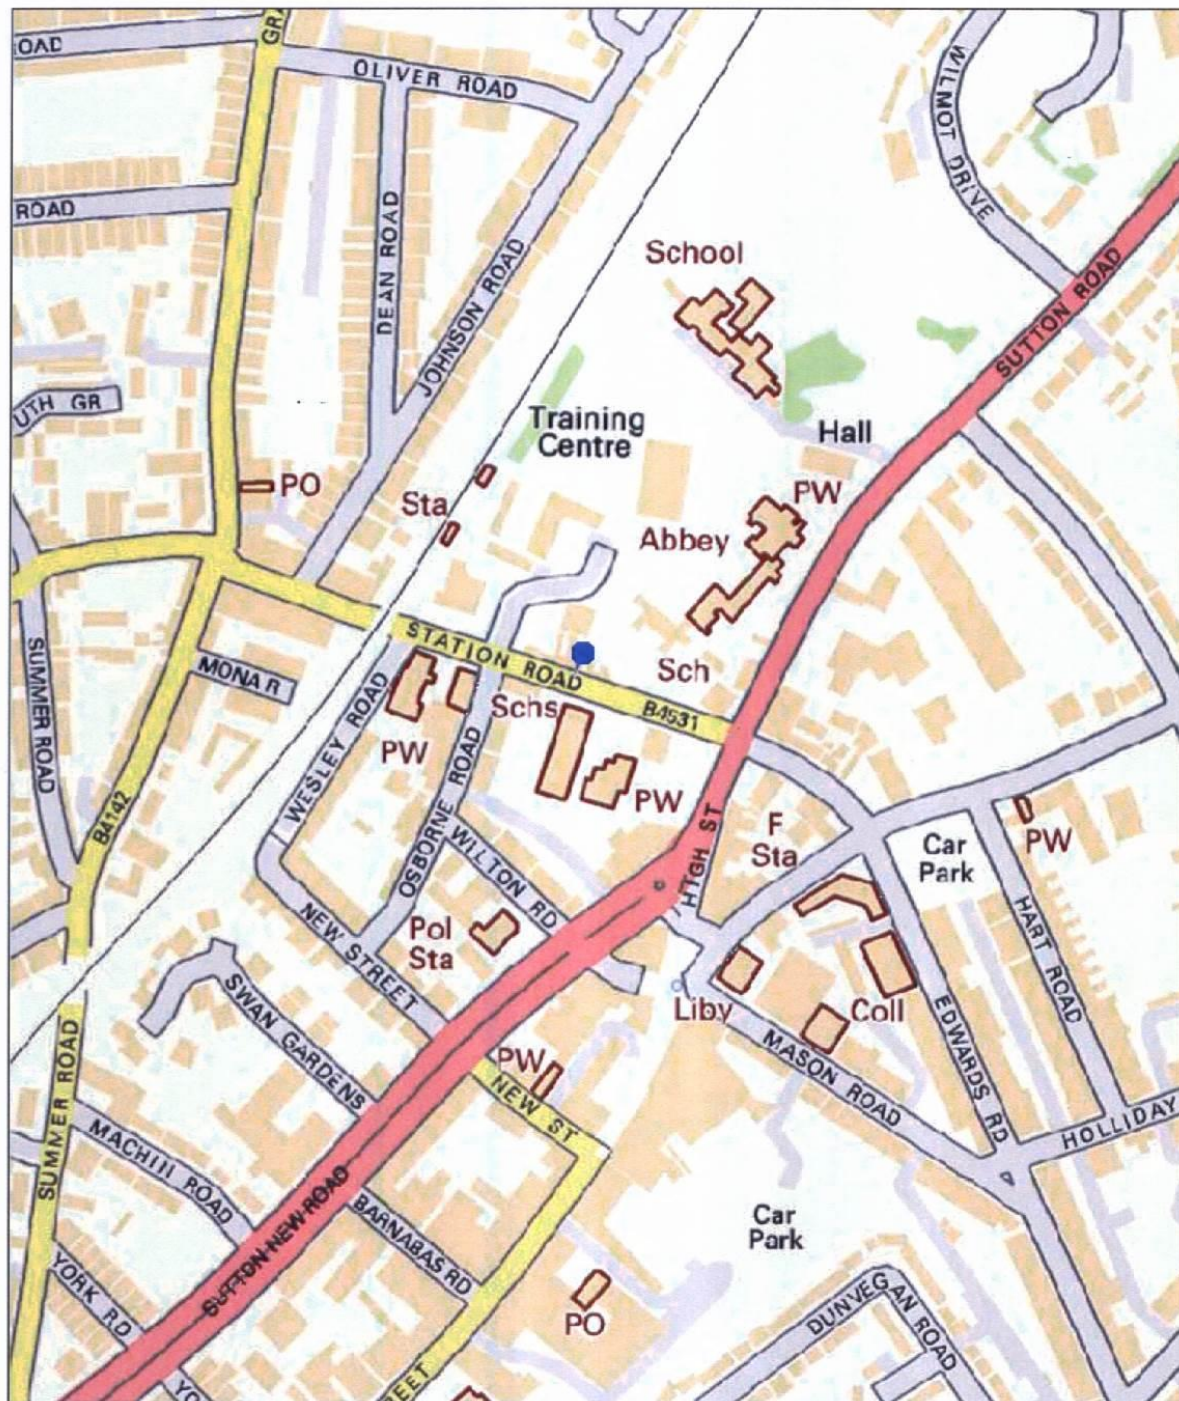 OAD
GRA
OLIVER ROAD
WILMOT DRIVE
ROAD
DEAN ROAD
JOHNSON ROAD
School
SUTTON ROAD
UTH GR
Training
Centre
Hall
PO
Sta
PW
Abbey
STATION ROAD
SUMMER ROAD
MONA R
Sch
Schs
B4531
WESLEY ROAD
PW
OSBORNE ROAD
PW
B4142
WILTON RD
HIGH ST
F
Sta
Car
Park
PW
HART ROAD
NEW STREET
Pol
Sta
SWAN GARDENS
Liby
Coll
EDWARDS RD
MASON ROAD
SUMMER ROAD
PW
NEW ST
MACHIN ROAD
HOLLIDAY
SUTTON NEW ROAD
BARNABAS RD
Car
Park
YORK RD
PO
DUNVEGAN ROAD
YO
EET